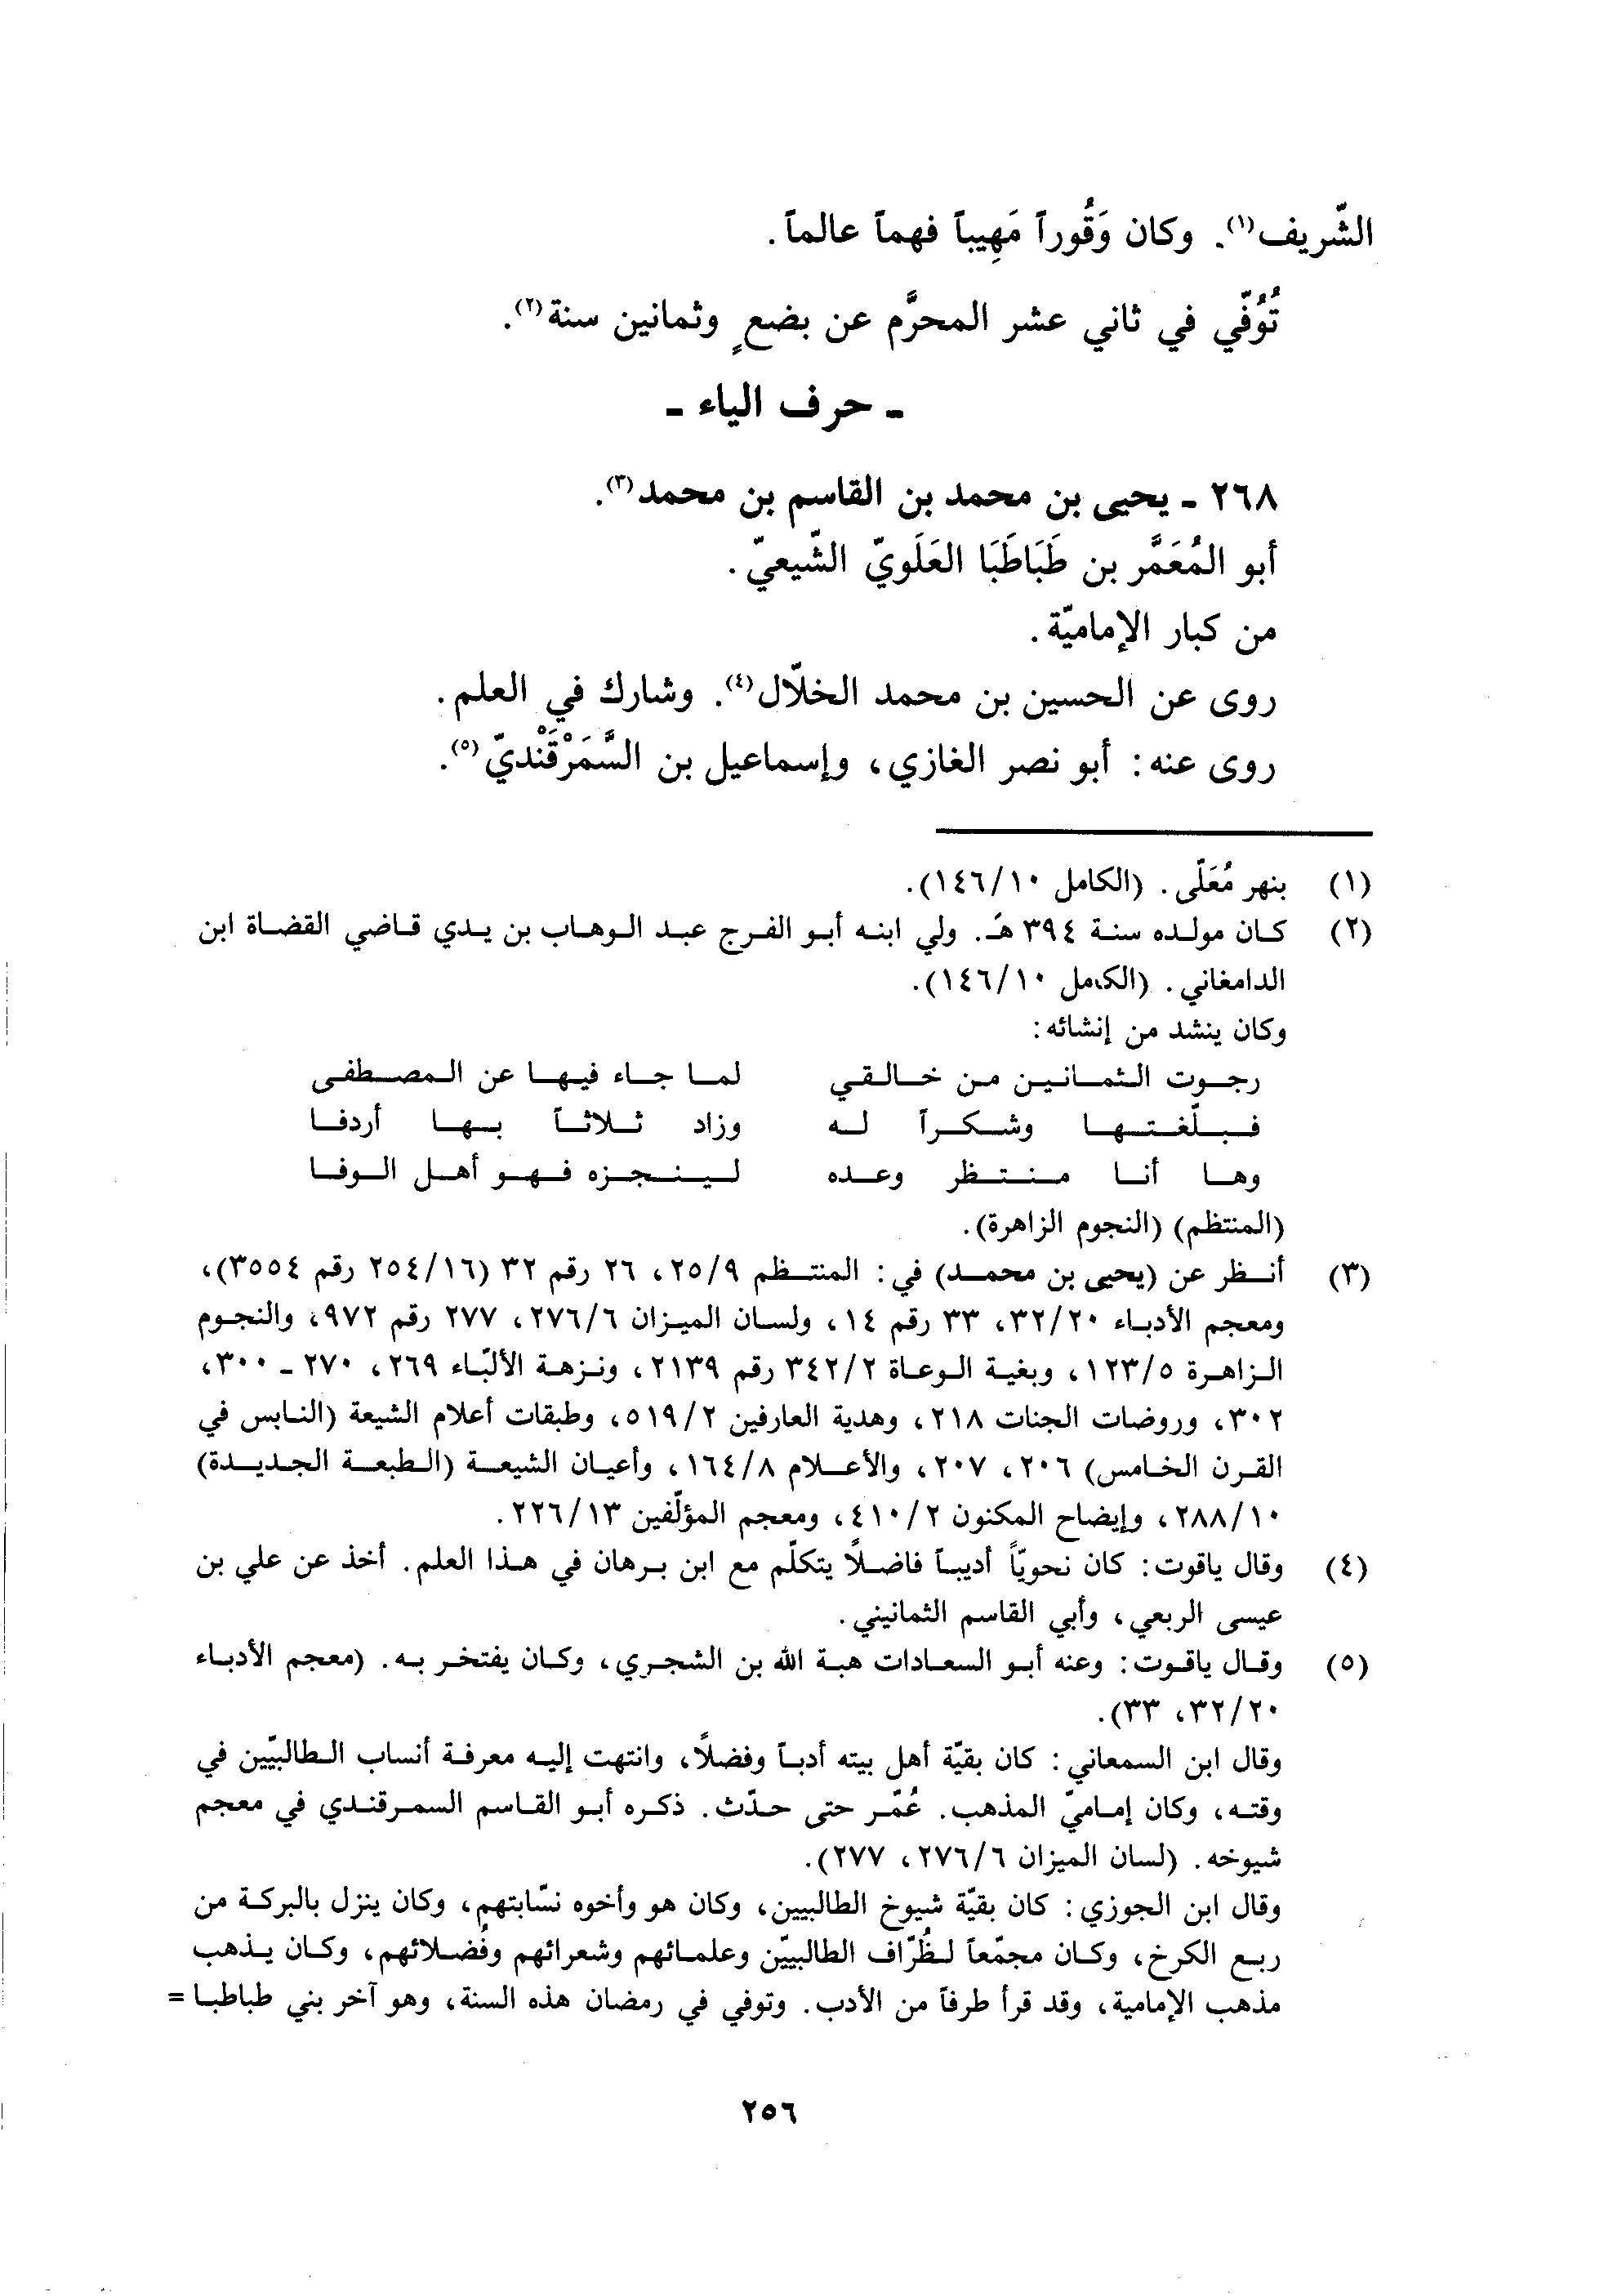 الشّريف(١). وكان وَقُوراً مَهِيباً فهماً عالماً.
تُوُفّي في ثاني عشر المحرَّم عن بضعٍ وثمانين سنة(٢).
- حرف الياء -
٢٦٨ - يحيى بن محمد بن القاسم بن محمد(٣).
أبو المُعَمَّر بن طَبَاطَبَا العَلَويّ الشّيعيّ.
من كبار الإماميّة.
روى عن الحسين بن محمد الخلّال(٤). وشارك في العلم.
روى عنه: أبو نصر الغازي، وإسماعيل بن السَّمَرْقَنْديّ(٥).
(١) بنهر مُعَلّى. (الكامل ١٤٦/١٠).
(٢) كان مولده سنة ٣٩٤ هـ. ولي ابنه أبو الفرج عبد الوهاب بن يدي قاضي القضاة ابن
الدامغاني. (الكامل ١٤٦/١٠).
وكان ينشد من إنشائه:
رجوت الثمانين من خالقي لما جاء فيها عن المصطفى
فبلّغتها وشكراً له وزاد ثلاثاً بها أردفا
وها أنا منتظر وعده لينجزه فهو أهل الوفا
(المنتظم) (النجوم الزاهرة).
(٣) أنظر عن (يحيى بن محمد) في: المنتظم ٢٥/٩، ٢٦ رقم ٣٢ (٢٥٤/١٦ رقم ٣٥٥٤)،
ومعجم الأدباء ٣٢/٢٠، ٣٣ رقم ١٤، ولسان الميزان ٢٧٦/٦، ٢٧٧ رقم ٩٧٢، والنجوم
الزاهرة ١٢٣/٥، وبغية الوعاة ٣٤٢/٢ رقم ٢١٣٩، ونزهة الألبّاء ٢٦٩، ٢٧٠ - ٣٠٠،
٣٠٢، وروضات الجنات ٢١٨، وهدية العارفين ٥١٩/٢، وطبقات أعلام الشيعة (النابس في
القرن الخامس) ٢٠٦، ٢٠٧، والأعلام ١٦٤/٨، وأعيان الشيعة (الطبعة الجديدة)
٢٨٨/١٠، وإيضاح المكنون ٤١٠/٢، ومعجم المؤلّفين ٢٢٦/١٣.
(٤) وقال ياقوت: كان نحويّاً أديباً فاضلاً يتكلّم مع ابن برهان في هذا العلم. أخذ عن علي بن
عيسى الربعي، وأبي القاسم الثمانيني.
(٥) وقال ياقوت: وعنه أبو السعادات هبة الله بن الشجري، وكان يفتخر به. (معجم الأدباء
٣٢/٢٠، ٣٣).
وقال ابن السمعاني: كان بقيّة أهل بيته أدباً وفضلاً، وانتهت إليه معرفة أنساب الطالبيّين في
وقته، وكان إماميّ المذهب. عُمّر حتى حدّث. ذكره أبو القاسم السمرقندي في معجم
شيوخه. (لسان الميزان ٢٧٦/٦، ٢٧٧).
وقال ابن الجوزي: كان بقيّة شيوخ الطالبيين، وكان هو وأخوه نسّابتهم، وكان ينزل بالبركة من
ربع الكرخ، وكان مجمّعاً لظُرّاف الطالبيّين وعلمائهم وشعرائهم وفُضلائهم، وكان يذهب
مذهب الإمامية، وقد قرأ طرفاً من الأدب. وتوفي في رمضان هذه السنة، وهو آخر بني طباطبا =
٢٥٦